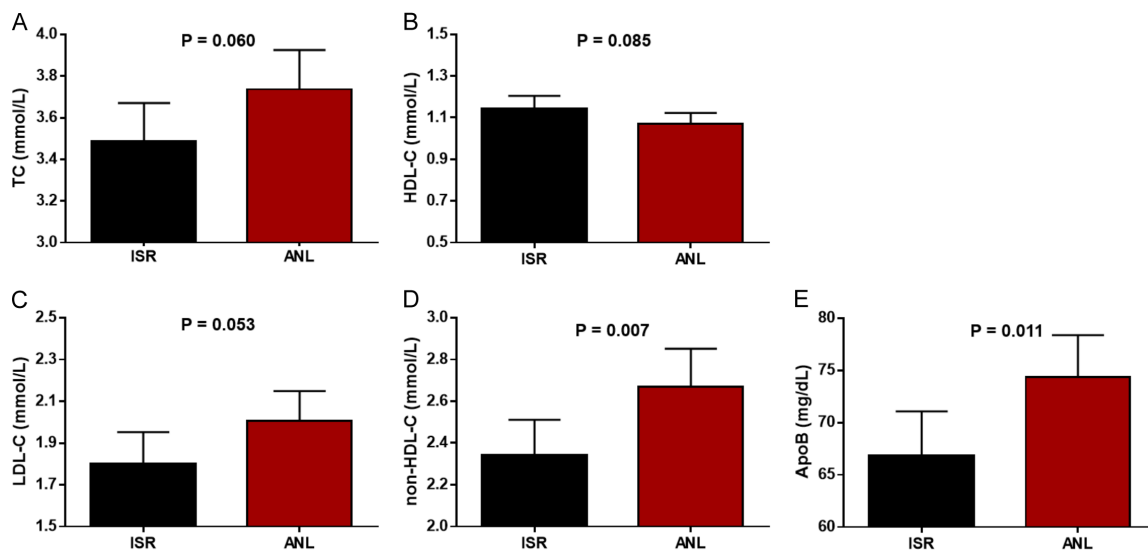 A
P = 0.060
TC (mmol/L)
4.0
3.8
3.6
3.4
3.2
3.0
ISR
ANL
B
P = 0.085
HDL-C (mmol/L)
1.5
1.3
1.1
0.9
0.7
0.5
ISR
ANL
C
P = 0.053
LDL-C (mmol/L)
2.5
2.3
2.1
1.9
1.7
1.5
ISR
ANL
D
P = 0.007
non-HDL-C (mmol/L)
3.0
2.8
2.6
2.4
2.2
2.0
ISR
ANL
E
P = 0.011
ApoB (mg/dL)
80
75
70
65
60
ISR
ANL